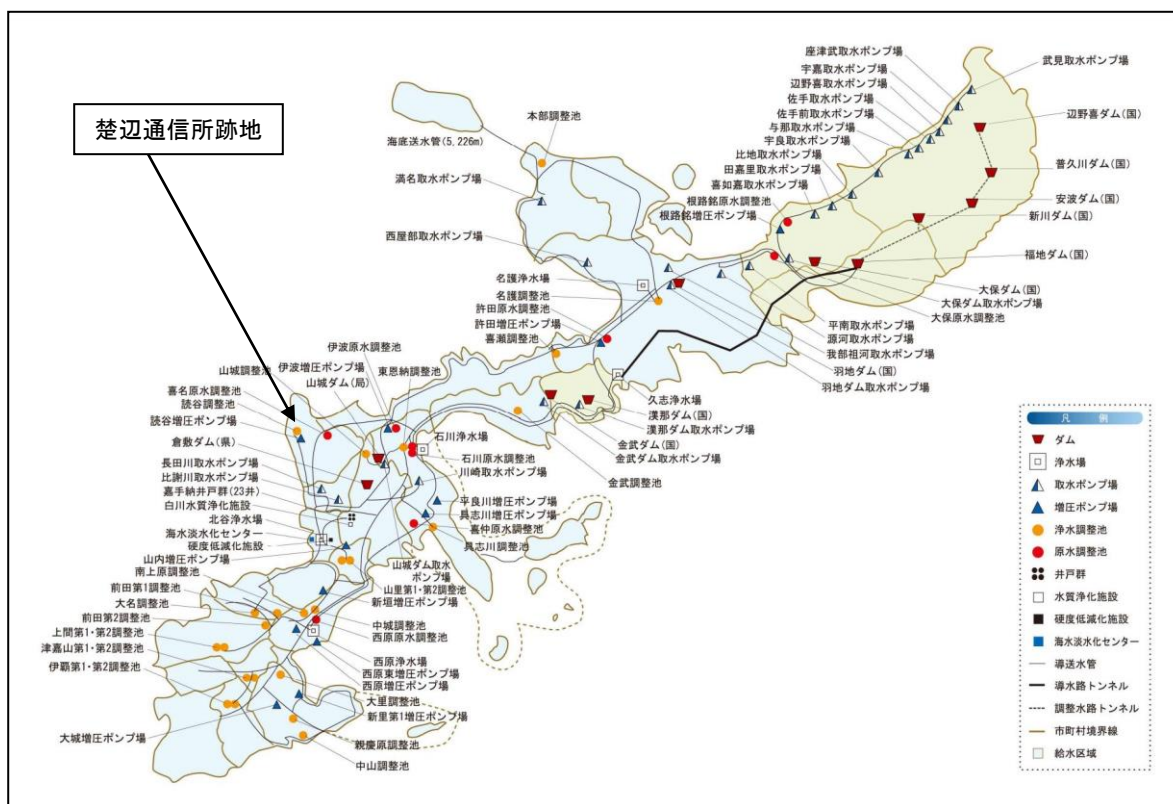 楚辺通信所跡地
本部調整池
海底送水管(5,226m)
満名取水ポンプ場
西屋部取水ポンプ場
座津武取水ポンプ場
宇嘉取水ポンプ場
辺野喜取水ポンプ場
佐手取水ポンプ場
佐手前取水ポンプ場
与那取水ポンプ場
宇良取水ポンプ場
比地取水ポンプ場
田嘉里取水ポンプ場
喜如嘉取水ポンプ場
根路銘原水調整池
根路銘増圧ポンプ場
武見取水ポンプ場
辺野喜ダム(国)
普久川ダム(国)
安波ダム(国)
新川ダム(国)
福地ダム(国)
大保ダム(国)
大保ダム取水ポンプ場
大保原水調整池
平南取水ポンプ場
源河取水ポンプ場
我部祖河取水ポンプ場
羽地ダム(国)
羽地ダム取水ポンプ場
名護浄水場
名護調整池
許田原水調整池
許田増圧ポンプ場
喜瀬調整池
久志浄水場
漢那ダム(国)
漢那ダム取水ポンプ場
金武ダム(国)
金武ダム取水ポンプ場
金武調整池
伊波原水調整池
伊波増圧ポンプ場
東恩納調整池
山城ダム(局)
山城調整池
喜名原水調整池
読谷調整池
読谷増圧ポンプ場
倉敷ダム(県)
長田川取水ポンプ場
比謝川取水ポンプ場
嘉手納井戸群(23井)
白川水質浄化施設
北谷浄水場
海水淡水化センター
硬度低減化施設
山内増圧ポンプ場
南上原調整池
前田第1調整池
大名調整池
前田第2調整池
上間第1・第2調整池
津嘉山第1・第2調整池
伊覇第1・第2調整池
大城増圧ポンプ場
石川浄水場
石川原水調整池
川崎取水ポンプ場
平良川増圧ポンプ場
具志川増圧ポンプ場
喜仲原水調整池
具志川調整池
山城ダム取水
ポンプ場
山里第1・第2調整池
新垣増圧ポンプ場
中城調整池
西原原水調整池
西原浄水場
西原東増圧ポンプ場
西原増圧ポンプ場
大里調整池
新里第1増圧ポンプ場
親慶原調整池
中山調整池
凡 例
ダム
浄水場
取水ポンプ場
増圧ポンプ場
浄水調整池
原水調整池
井戸群
水質浄化施設
硬度低減化施設
海水淡水化センター
導送水管
導水路トンネル
調整水路トンネル
市町村境界線
給水区域